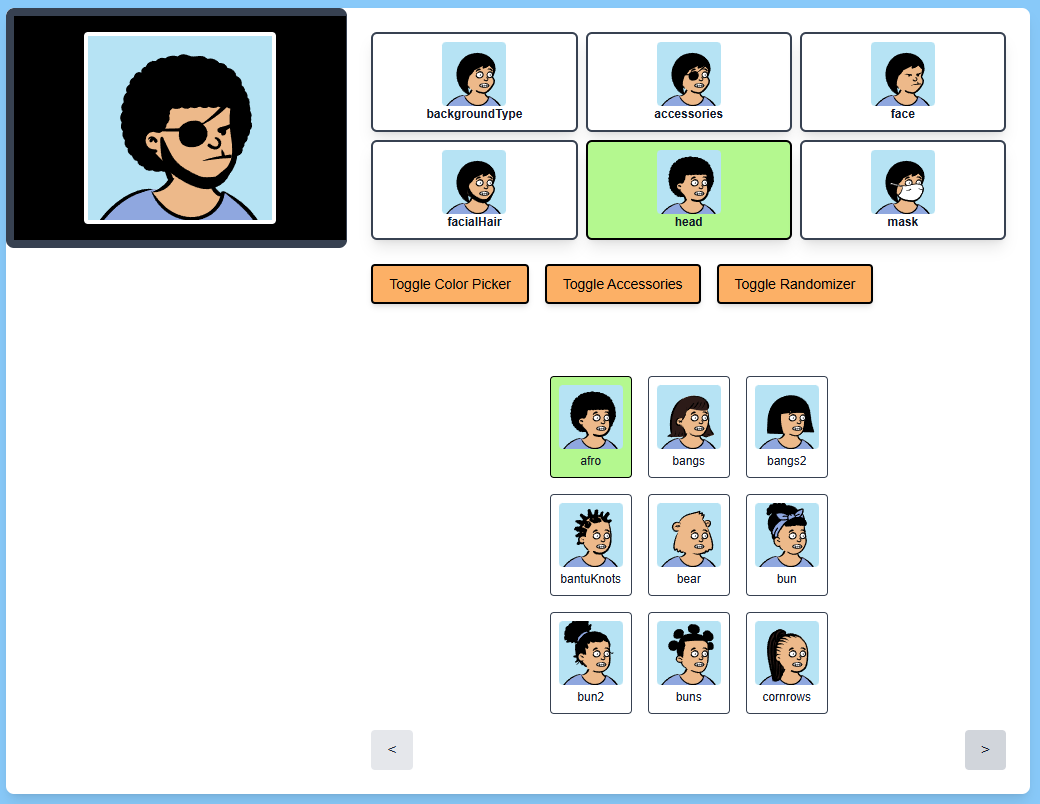 backgroundType
accessories
face
facialHair
head
mask
Toggle Color Picker
Toggle Accessories
Toggle Randomizer
afro
bangs
bangs2
bantuKnots
bear
bun
bun2
buns
cornrows
<
>